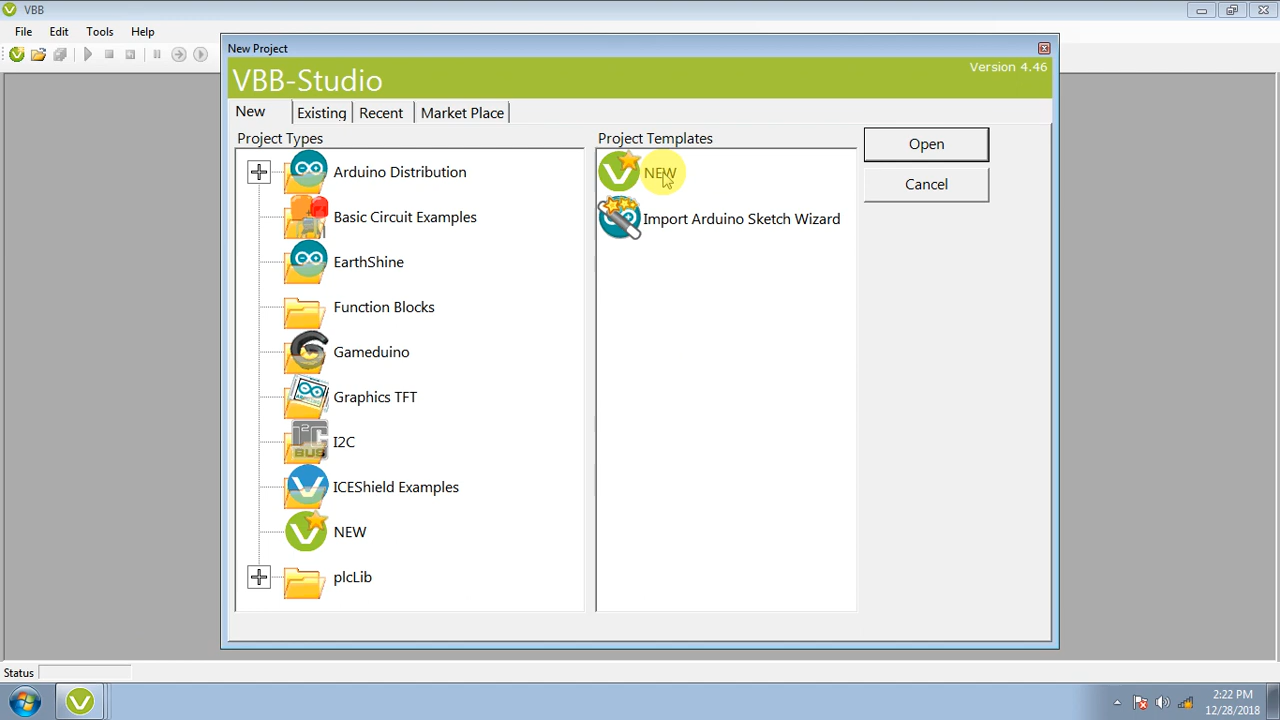 VBB
File Edit Tools Help
New Project
VBB-Studio
Version 4.46
New Existing Recent Market Place
Project Types
Project Templates
Arduino Distribution
Basic Circuit Examples
EarthShine
Function Blocks
Gameduino
Graphics TFT
I2C
I2C
BUS
ICEShield Examples
NEW
plcLib
NEW
Import Arduino Sketch Wizard
Open
Cancel
Status
2:22 PM
12/28/2018